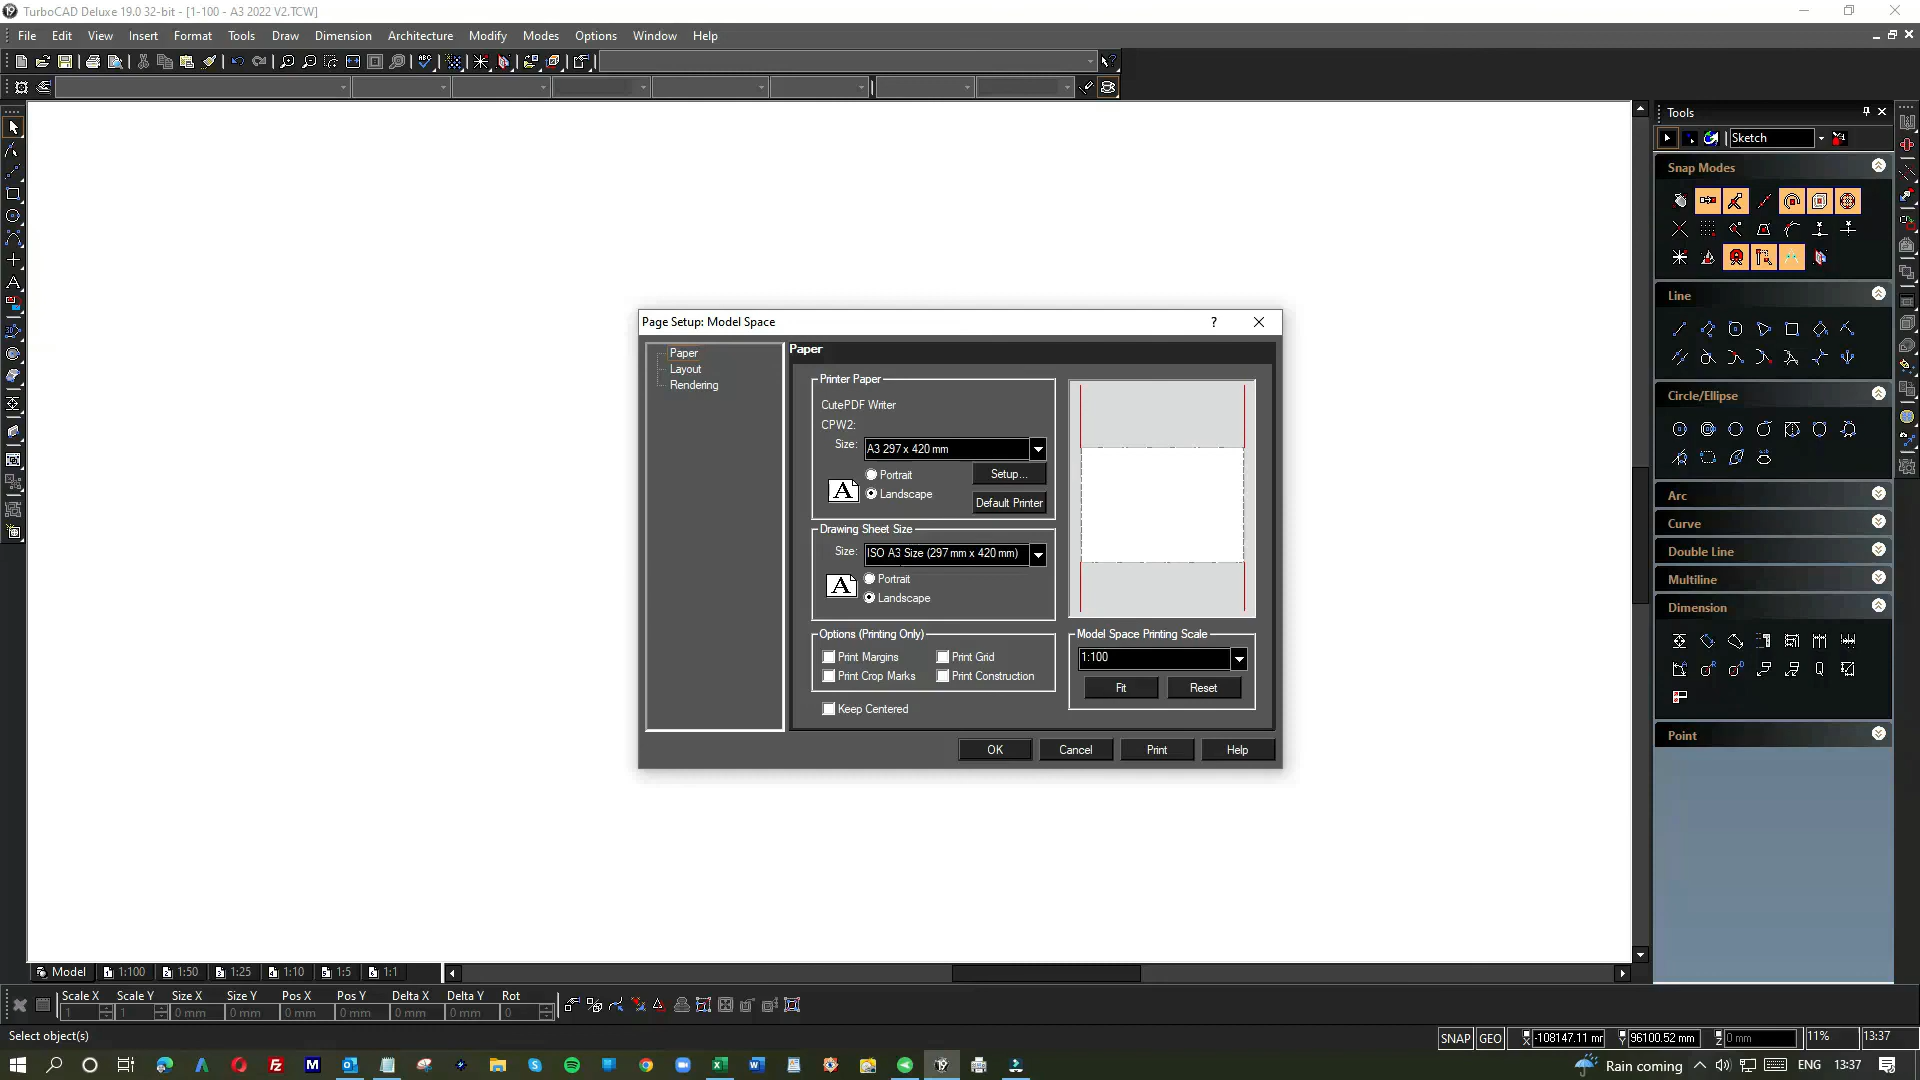 TurboCAD Deluxe 19.0 32-bit - [1-100 - A3 2022 V2.TCW]
File Edit View Insert Format Tools Draw Dimension Architecture Modify Modes Options Window Help
Tools
Sketch
Snap Modes
Line
Circle/Ellipse
Arc
Curve
Double Line
Multiline
Dimension
Point
Page Setup: Model Space
Paper
Layout
Rendering
Paper
Printer Paper
CutePDF Writer
CPW2:
Size: A3 297 x 420 mm
Portrait
Setup...
Landscape
Default Printer
Drawing Sheet Size
Size: ISO A3 Size (297 mm x 420 mm)
Portrait
Landscape
Options (Printing Only)
Print Margins Print Grid
Print Crop Marks Print Construction
Keep Centered
Model Space Printing Scale
1:100
Fit Reset
OK Cancel Print Help
Model 1:100 1:50 1:25 1:10 1:5 1:1
Scale X Scale Y Size X Size Y Pos X Pos Y Delta X Delta Y Rot
1 1 0 mm 0 mm 0 mm 0 mm 0 mm 0 mm 0
Select object(s)
SNAP GEO X -108147.11 mr Y 96100.52 mm Z 0 mm 11% 13:37
Rain coming ENG 13:37